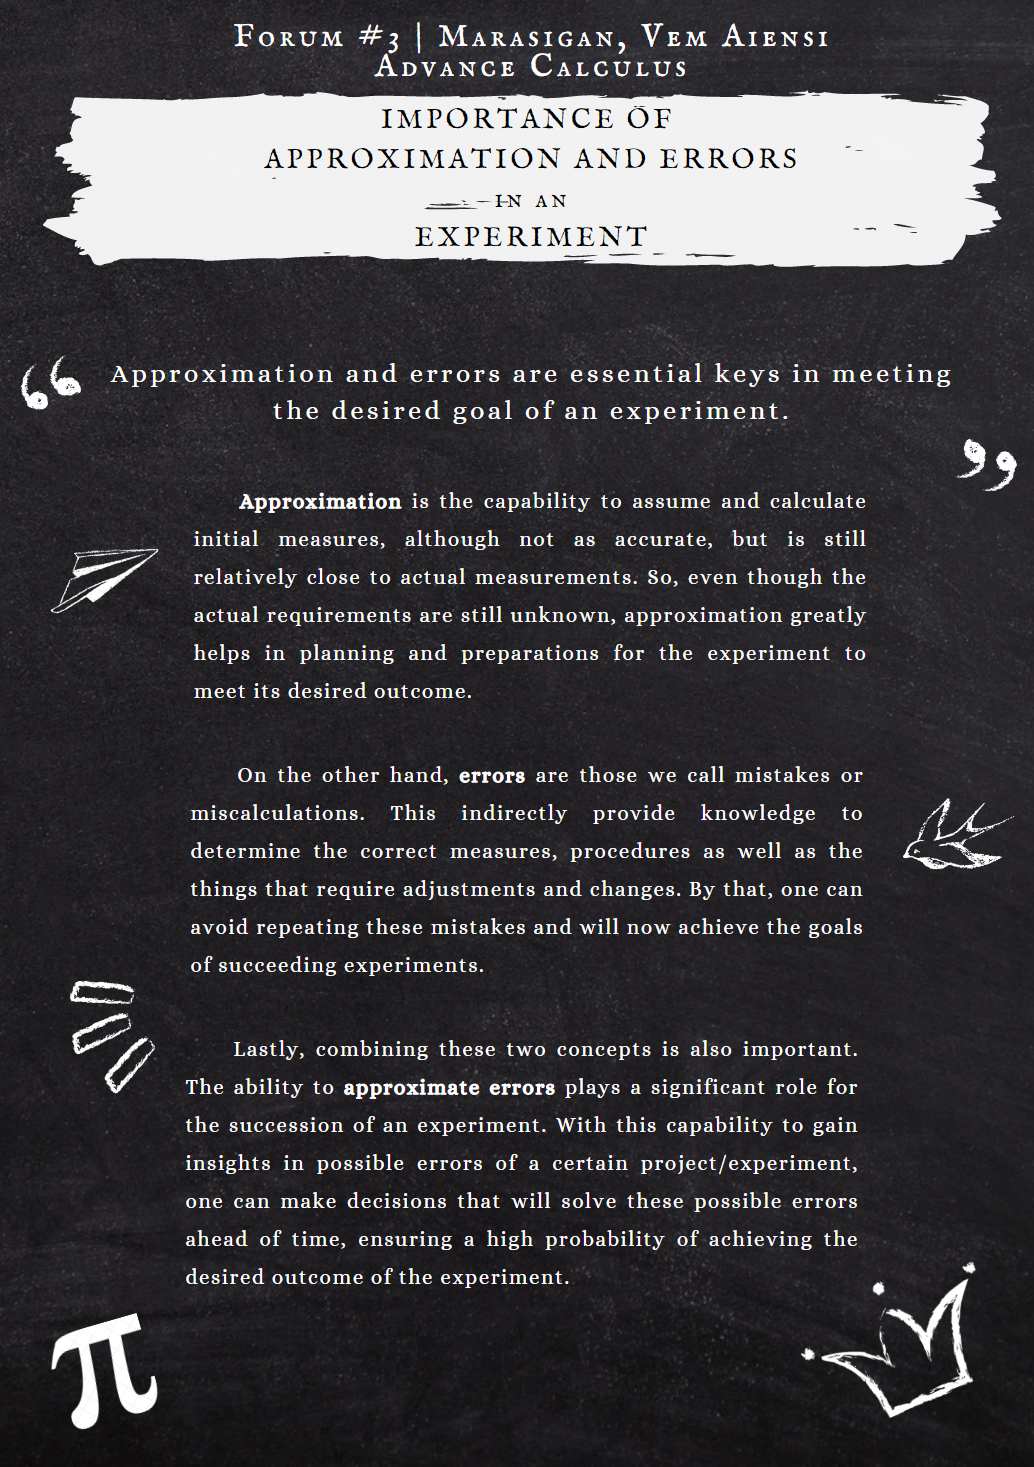 Forum #3 | Marasigan, Vem Aiensi
Advance Calculus
IMPORTANCE OF
APPROXIMATION AND ERRORS
IN AN
EXPERIMENT
“ Approximation and errors are essential keys in meeting
the desired goal of an experiment. ”
Approximation is the capability to assume and calculate
initial measures, although not as accurate, but is still
relatively close to actual measurements. So, even though the
actual requirements are still unknown, approximation greatly
helps in planning and preparations for the experiment to
meet its desired outcome.
On the other hand, errors are those we call mistakes or
miscalculations. This indirectly provide knowledge to
determine the correct measures, procedures as well as the
things that require adjustments and changes. By that, one can
avoid repeating these mistakes and will now achieve the goals
of succeeding experiments.
Lastly, combining these two concepts is also important.
The ability to approximate errors plays a significant role for
the succession of an experiment. With this capability to gain
insights in possible errors of a certain project/experiment,
one can make decisions that will solve these possible errors
ahead of time, ensuring a high probability of achieving the
desired outcome of the experiment.
π